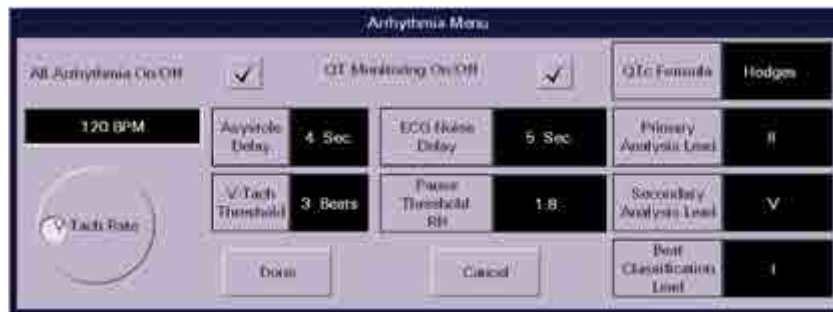 Arrhythmia Menu
All Arrhythmia On/Off
QT Monitoring On/Off
QTc Formula
Hodges
120 BPM
Asystole
Delay
4 Sec.
ECG Noise
Delay
5 Sec.
Primary
Analysis Lead
II
V Tach Rate
V-Tach
Threshold
3 Beats
Pause
Threshold
RR
1.8
Secondary
Analysis Lead
V
Done
Cancel
Beat
Classification
Lead
I